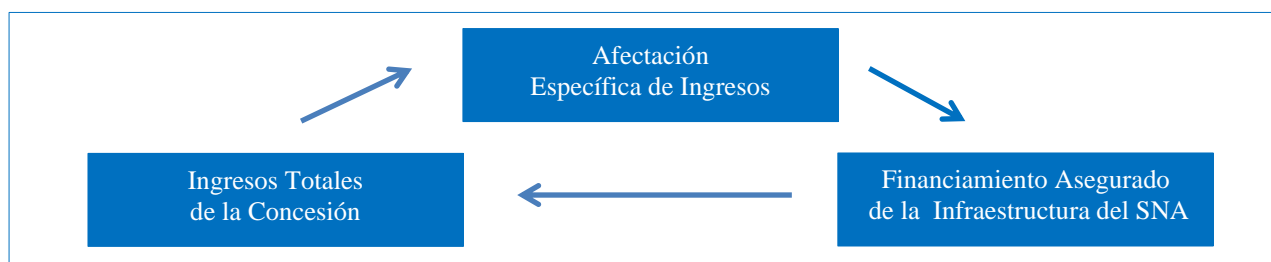 Afectación
Específica de Ingresos
Ingresos Totales
de la Concesión
Financiamiento Asegurado
de la Infraestructura del SNA